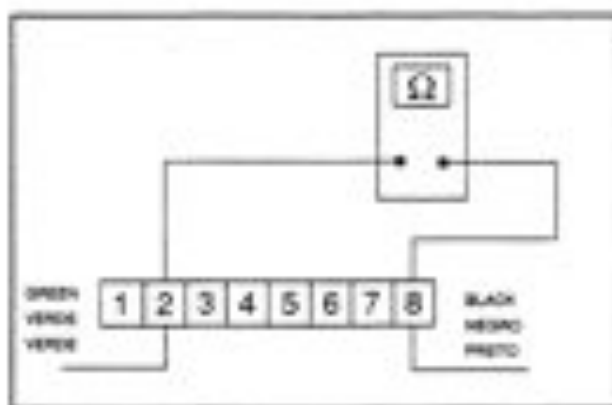 Ω
GREEN
VERDE
VERDE
1 2 3 4 5 6 7 8
BLACK
NEGRO
PRETO